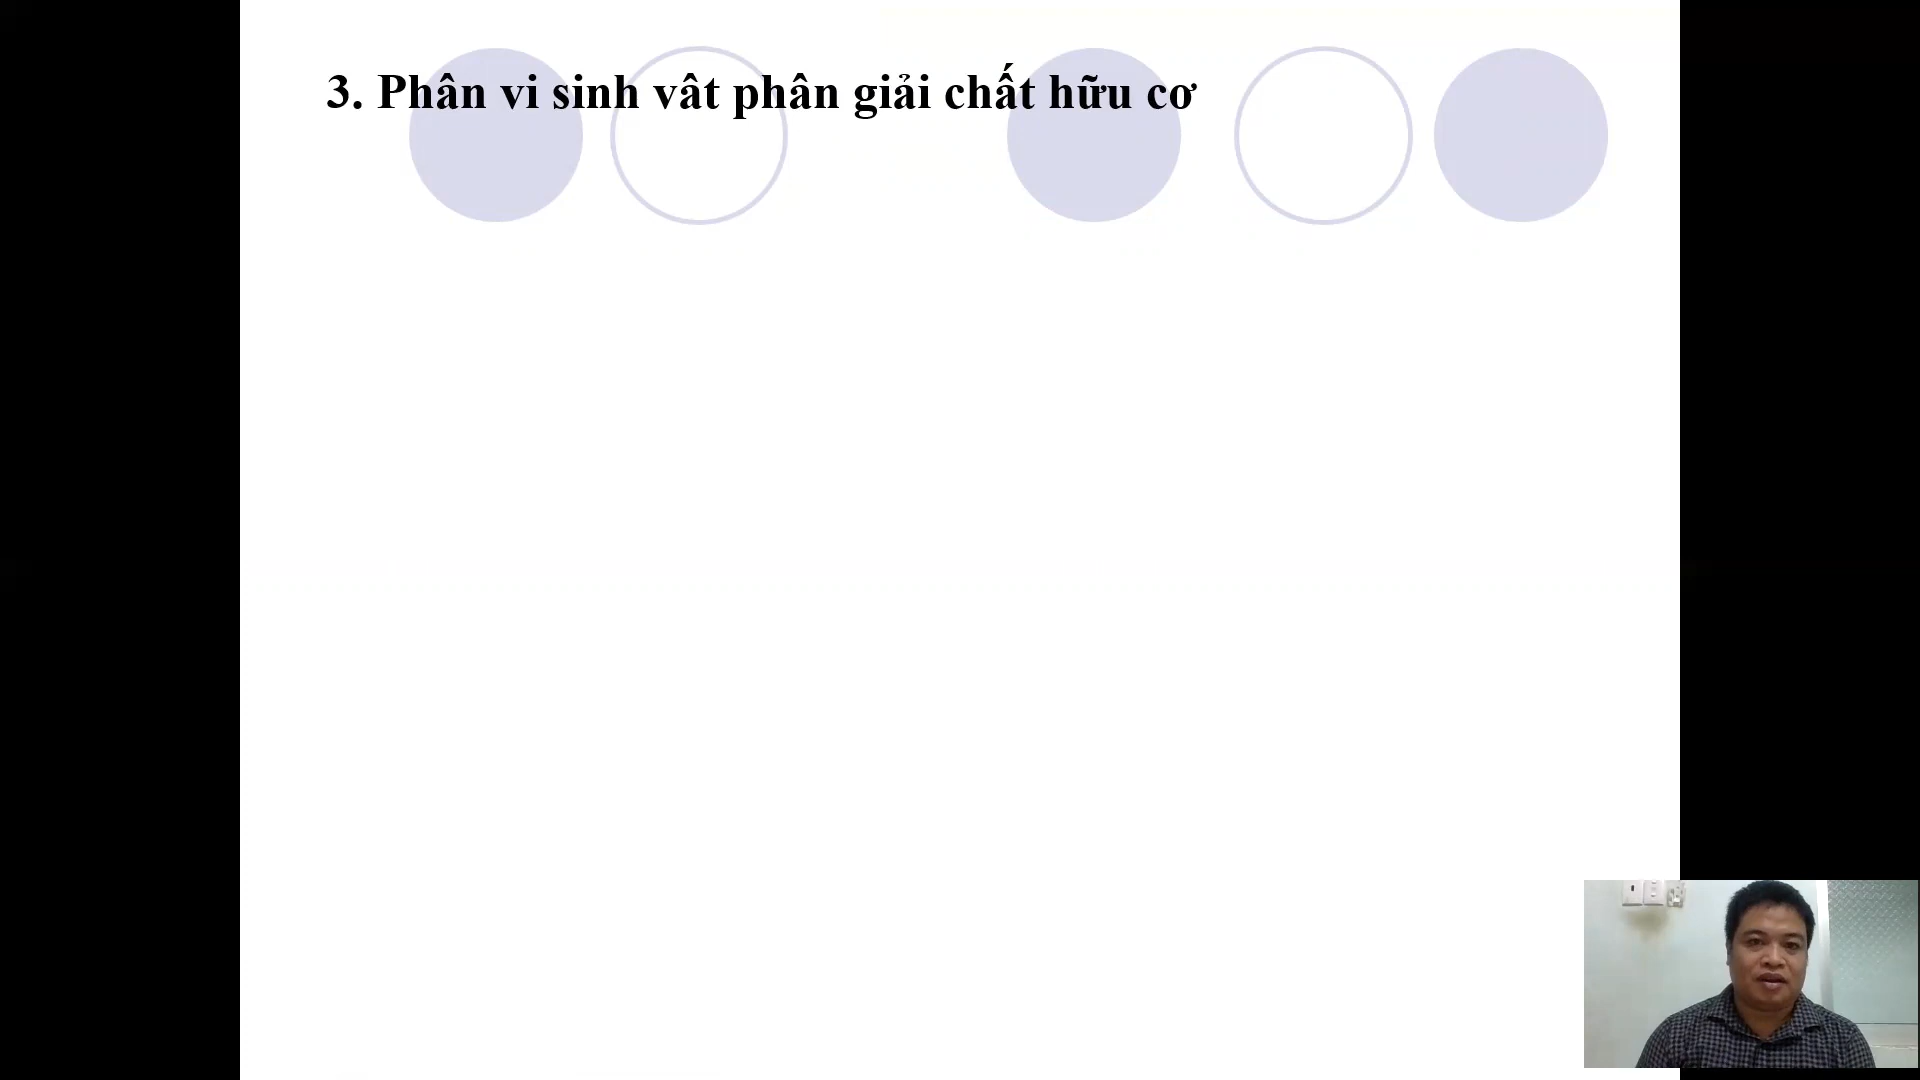 3. Phân vi sinh vât phân giải chất hữu cơ